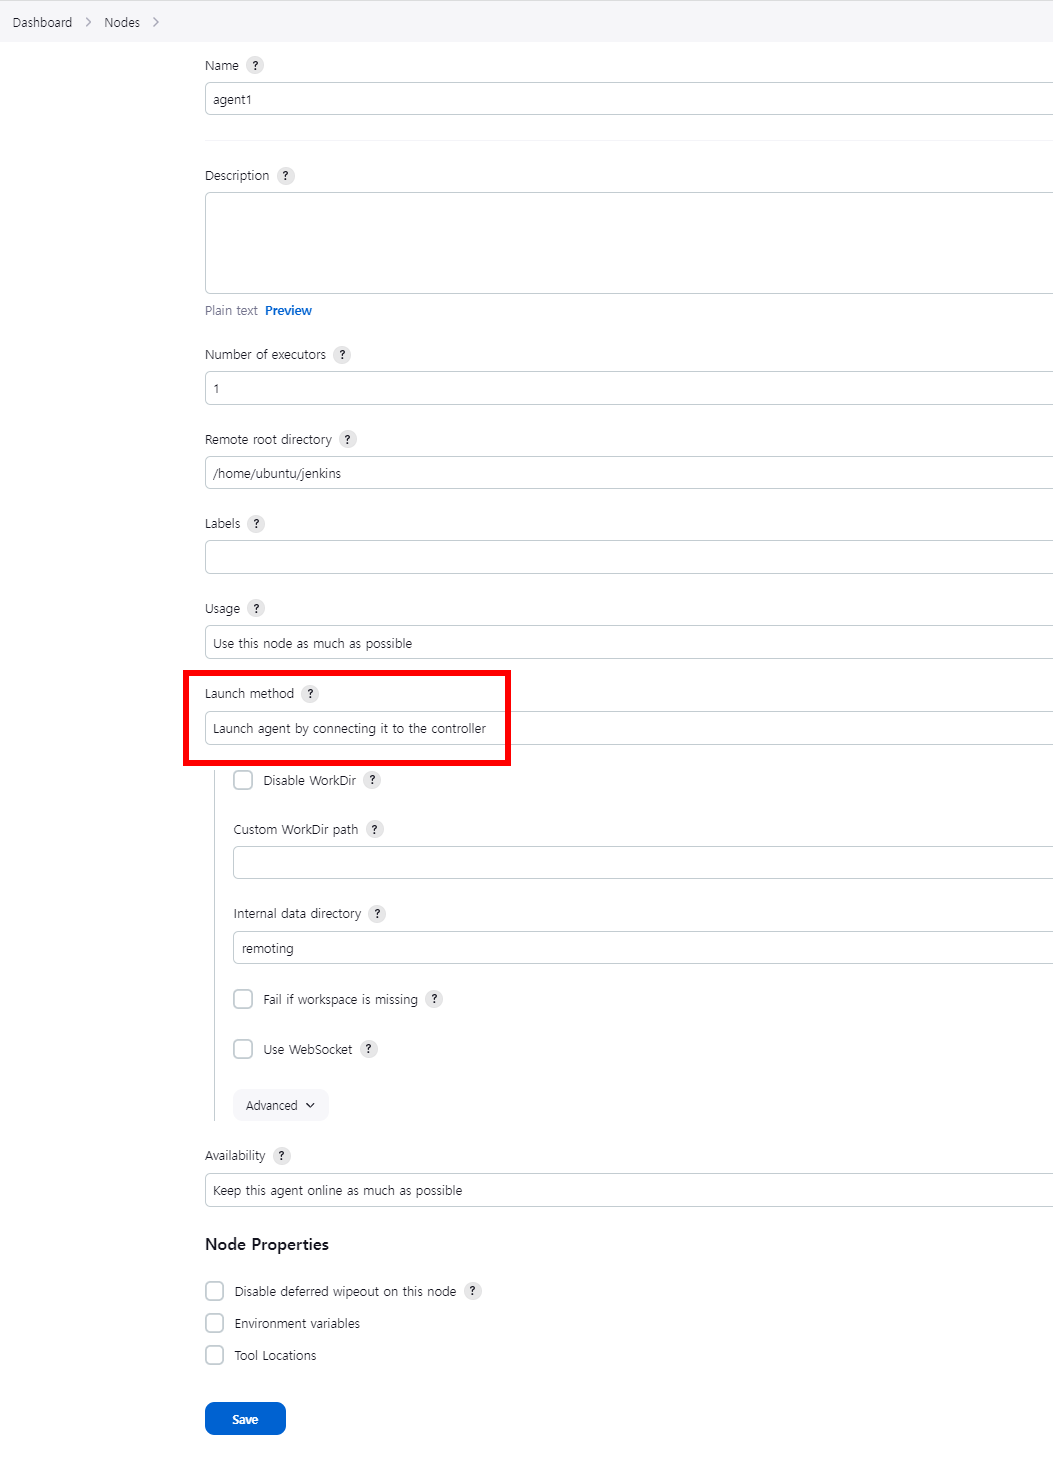 Dashboard > Nodes >
Name ?
agent1
Description ?
Plain text Preview
Number of executors ?
1
Remote root directory ?
/home/ubuntu/jenkins
Labels ?
Usage ?
Use this node as much as possible
Launch method ?
Launch agent by connecting it to the controller
Disable WorkDir ?
Custom WorkDir path ?
Internal data directory ?
remoting
Fail if workspace is missing ?
Use WebSocket ?
Advanced
Availability ?
Keep this agent online as much as possible
Node Properties
Disable deferred wipeout on this node ?
Environment variables
Tool Locations
Save